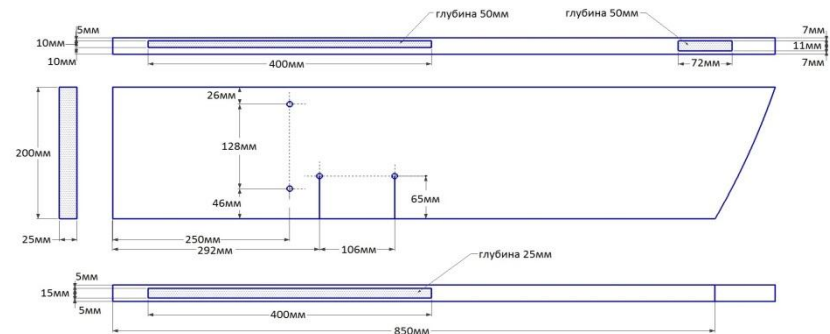 глубина 50мм
глубина 50мм
5мм
10мм
10мм
400мм
72мм
7мм
11мм
7мм
26мм
128мм
46мм
200мм
65мм
25мм
250мм
292мм
106мм
глубина 25мм
5мм
15мм
5мм
400мм
850мм